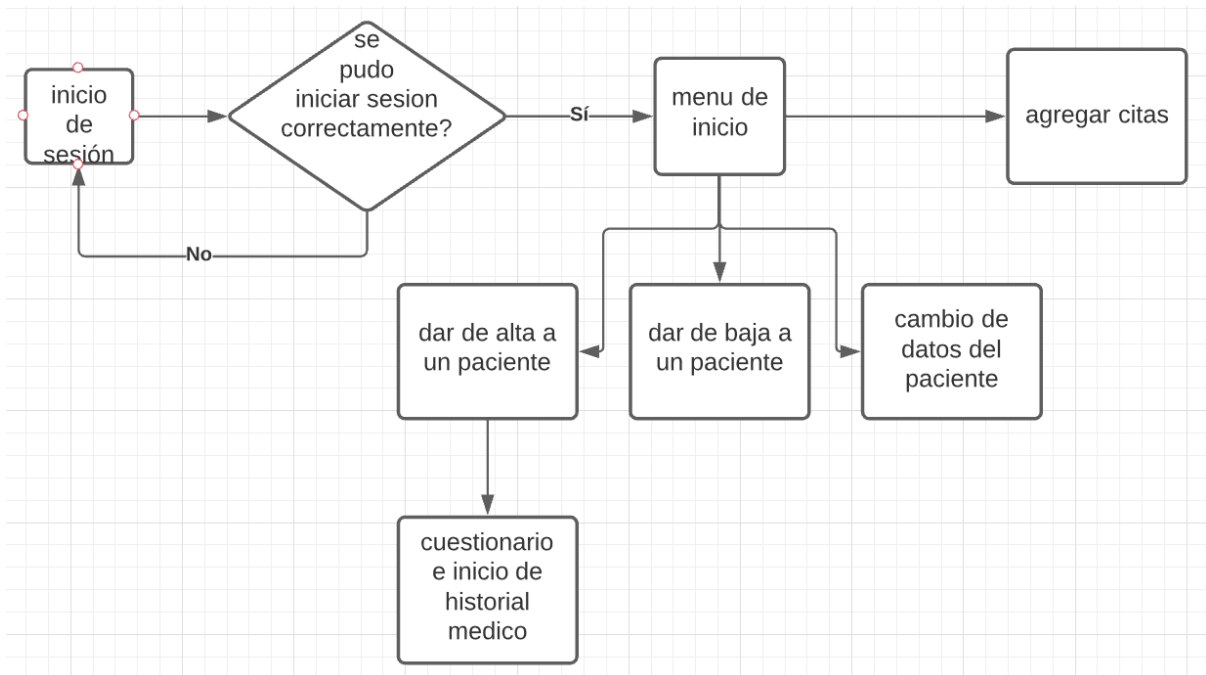 inicio
de
sesión
se
pudo
iniciar sesion
correctamente?
Sí
menu de
inicio
agregar citas
No
dar de alta a
un paciente
dar de baja a
un paciente
cambio de
datos del
paciente
cuestionario
e inicio de
historial
medico